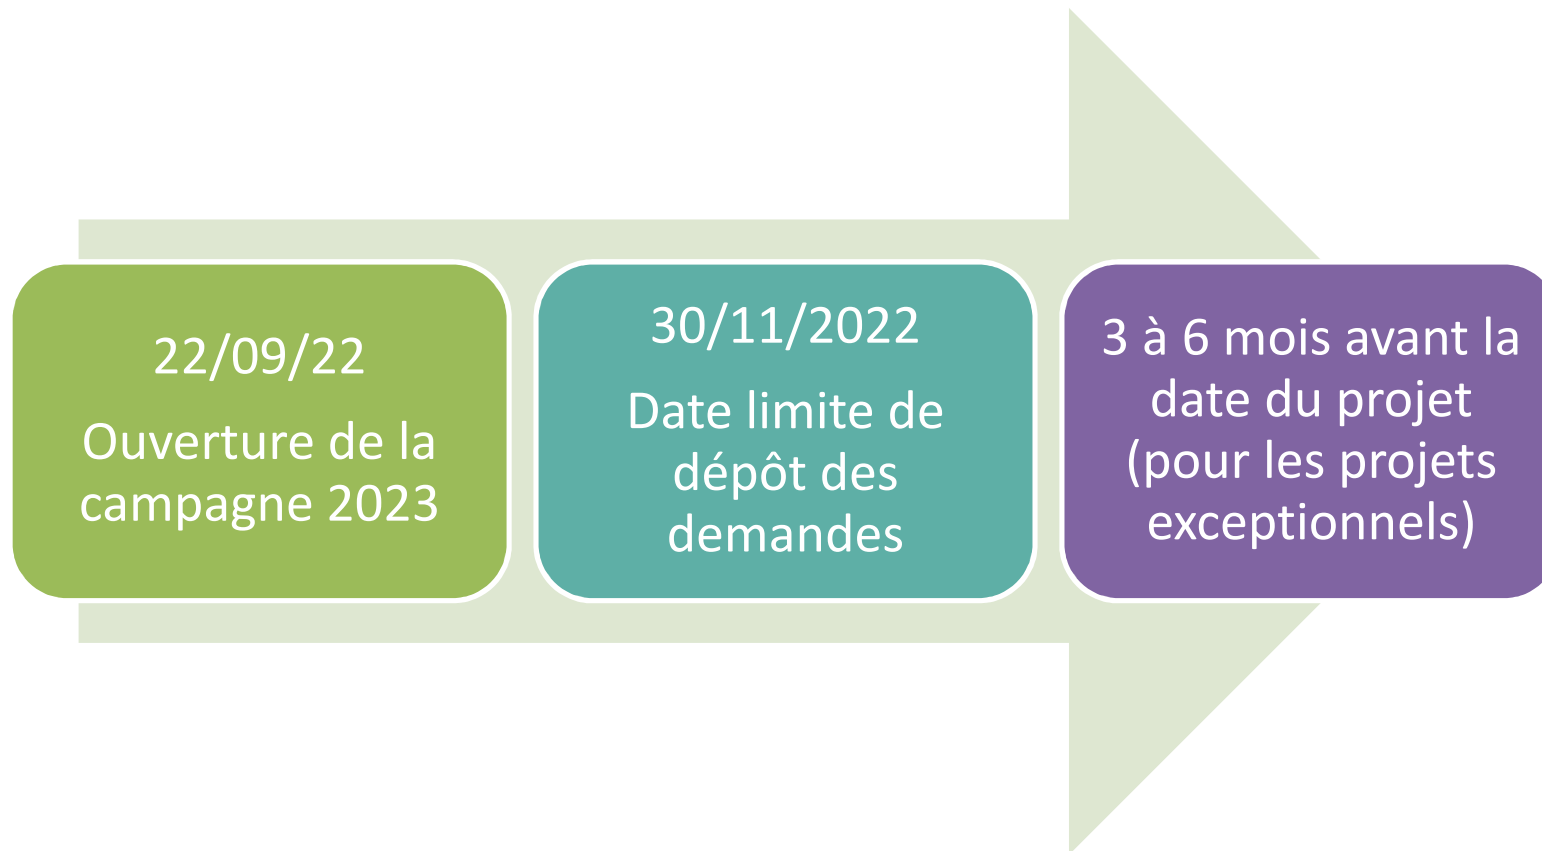 22/09/22
Ouverture de la
campagne 2023
30/11/2022
Date limite de
dépôt des
demandes
3 à 6 mois avant la
date du projet
(pour les projets
exceptionnels)